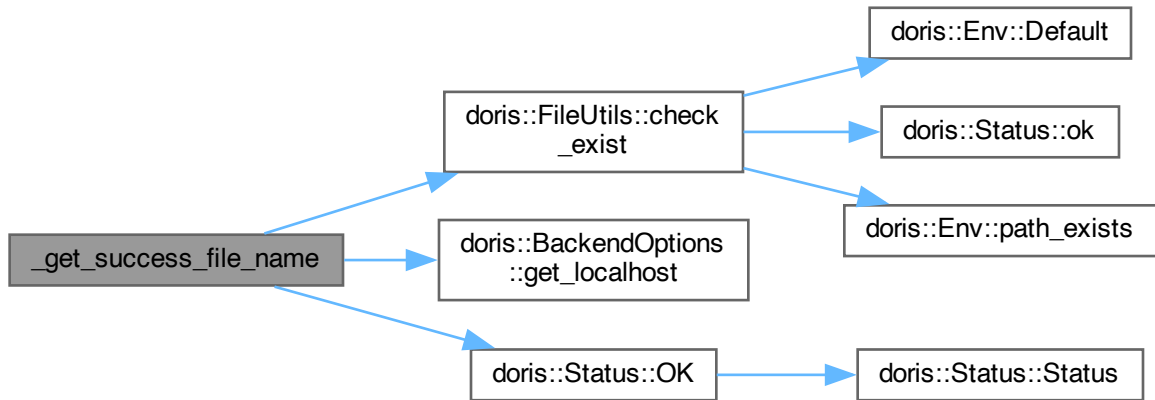 _get_success_file_name
doris::FileUtils::check
_exist
doris::Env::Default
doris::Status::ok
doris::Env::path_exists
doris::BackendOptions
::get_localhost
doris::Status::OK
doris::Status::Status